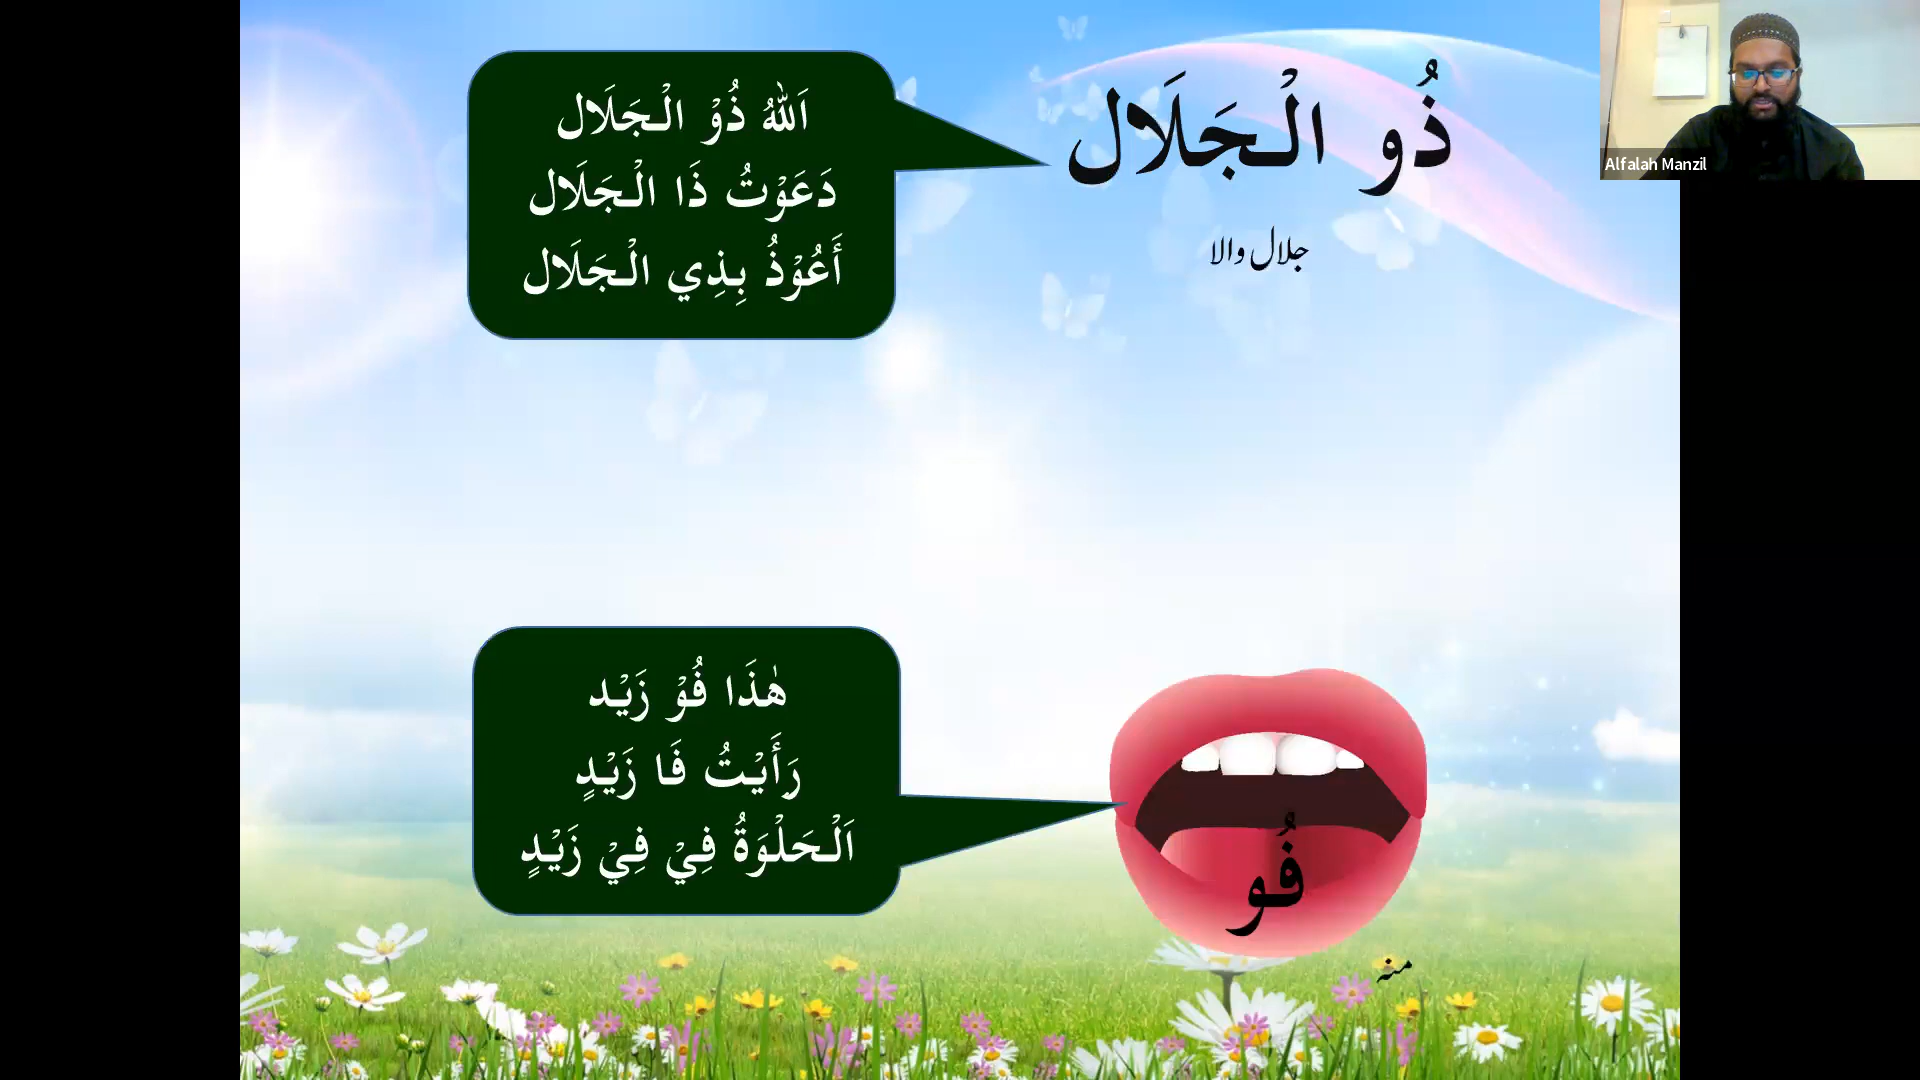 ذُو الْجَلَال
جلال والا
اَللّٰهُ ذُوْ الْجَلَال
دَعَوْتُ ذَا الْجَلَال
أَعُوْذُ بِذِي الْجَلَال
Alfalah Manzil
هٰذَا فُوْ زَيْد
رَأَيْتُ فَا زَيْدٍ
اَلْحَلْوَةُ فِيْ فِيْ زَيْدٍ
فُو
منہ